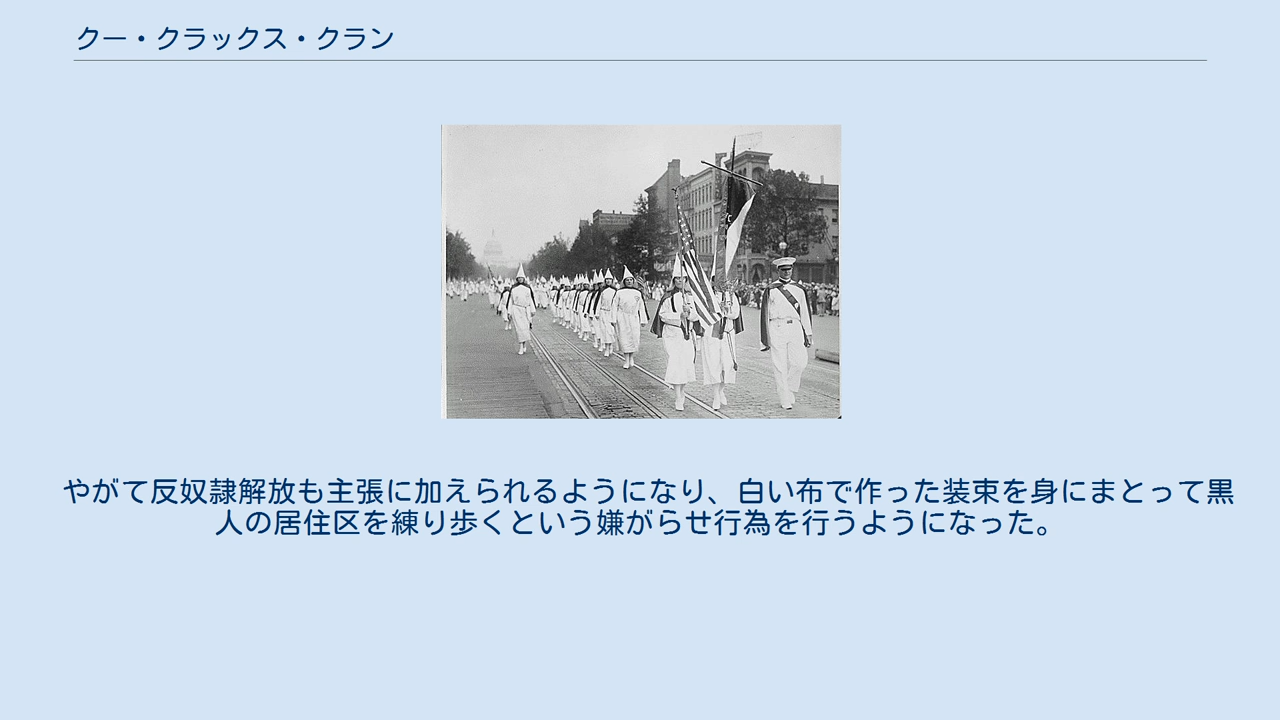 クー・クラックス・クラン
やがて反奴隷解放も主張に加えられるようになり、白い布で作った装束を身にまとって黒
人の居住区を練り歩くという嫌がらせ行為を行うようになった。